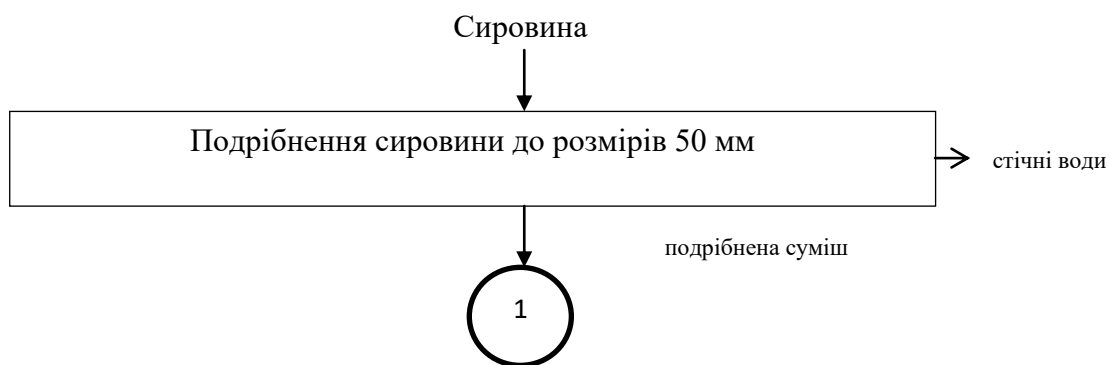 Сировина
Подрібнення сировини до розмірів 50 мм
стічні води
подрібнена суміш
1